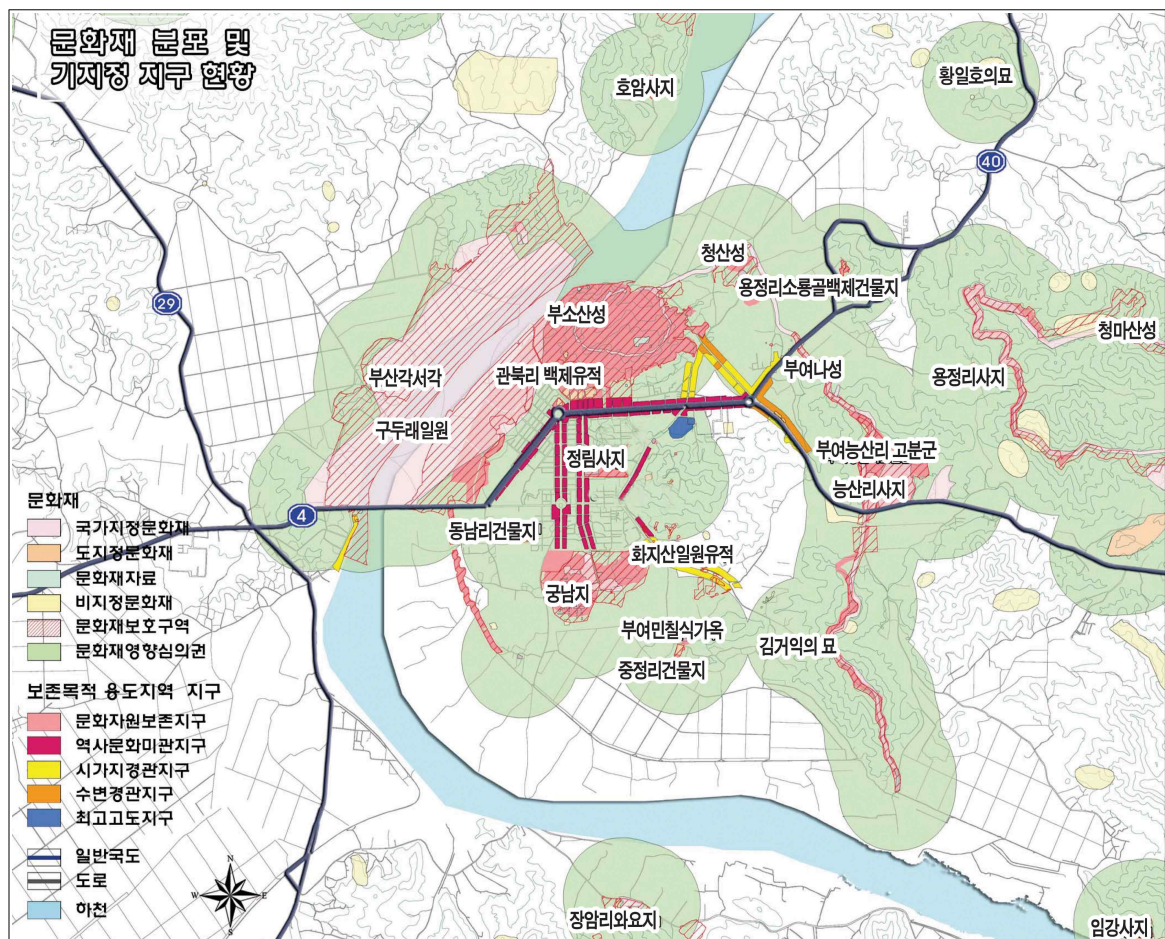 문화재 분포 및
기지정 지구 현황
호암사지
황일호의묘
40
29
청산성
용정리소룡골백제건물지
청마산성
부소산성
부산각서각
관북리 백제유적
부여나성
용정리사지
구두래일원
정림사지
부여능산리 고분군
능산리사지
4
동남리건물지
화지산일원유적
궁남지
부여민칠식가옥
중정리건물지
김거익의 묘
장암리와요지
임강사지
문화재
국가지정문화재
도지정문화재
문화재자료
비지정문화재
문화재보호구역
문화재영향심의권
보존목적 용도지역 지구
문화자원보존지구
역사문화미관지구
시가지경관지구
수변경관지구
최고고도지구
일반국도
도로
하천
N
W
E
S